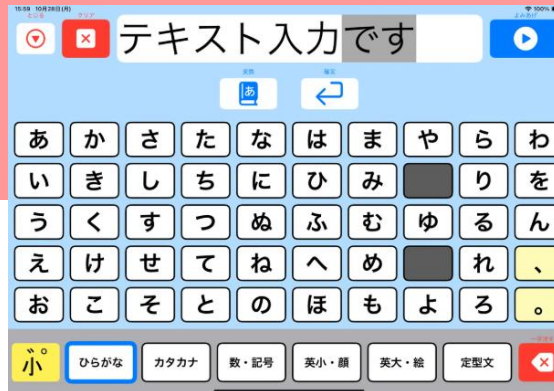 15:59 10月28日(月) 100%
とじる クリア よみあげ
テキスト入力です
変換 確定
あ
あ か さ た な は ま や ら わ
い き し ち に ひ み り を
う く す つ ぬ ふ む ゆ る ん
え け せ て ね へ め れ 、
お こ そ と の ほ も よ ろ 。
小゛゜ ひらがな カタカナ 数・記号 英小・顔 英大・絵 定型文